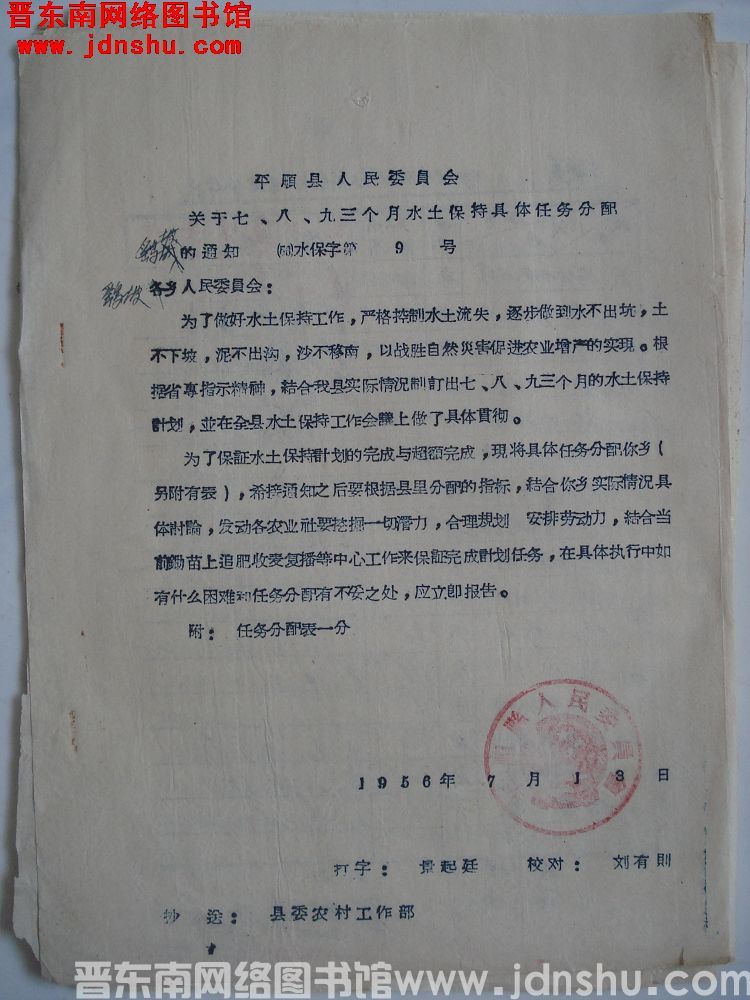 晋东南网络图书馆
www.jdnshu.com
平顺县人民委員会
关于七、八、九三个月水土保持具体任务分配
的通知 水保字第 9 号
各乡人民委員会：
为了做好水土保持工作，严格控制水土流失，逐步做到水不出坑，土
不下坡，泥不出沟，沙不移南，以战胜自然災害促进农业增产的实現。根
据省專指示精神，結合我县实际情况制訂出七、八、九三个月的水土保持
計划，並在全县水土保持工作会議上做了具体貫彻。
为了保証水土保持計划的完成与超額完成，現将具体任务分配你乡（
另附有表），希接通知之后要根据县里分配的指标，結合你乡实际情况具
体討論，发动各农业社要挖掘一切潛力，合理規划 安排劳动力，結合当
前鋤苗上追肥收麦复播等中心工作来保証完成計划任务，在具体执行中如
有什么困难和任务分配有不妥之处，应立即报告。
附：任务分配表一分
人民委員
1956年 7 月 13 日
打字：景起廷 校对：刘有則
抄 送：县委农村工作部
晋东南网络图书馆www.jdnshu.com